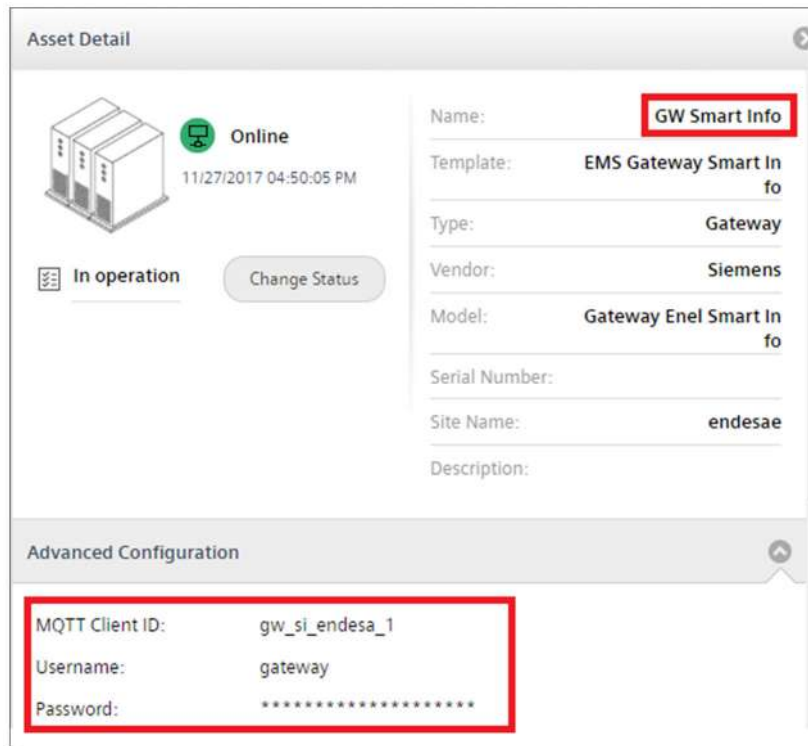 Asset Detail
Online
11/27/2017 04:50:05 PM
In operation
Change Status
Name: GW Smart Info
Template: EMS Gateway Smart In
fo
Type: Gateway
Vendor: Siemens
Model: Gateway Enel Smart In
fo
Serial Number:
Site Name: endesae
Description:
Advanced Configuration
MQTT Client ID: gw_si_endesa_1
Username: gateway
Password: *********************